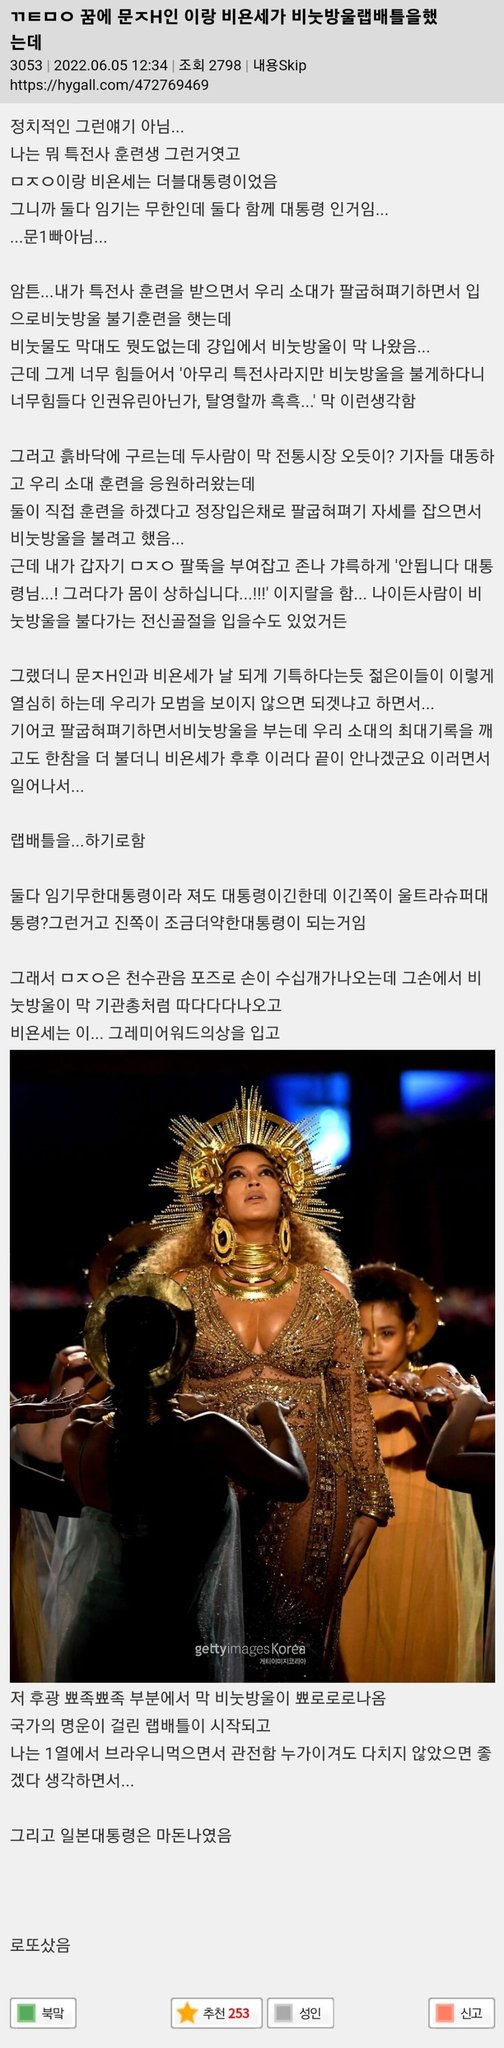 ㄲㅌㅁㅇ 꿈에 문ㅈH인 이랑 비욘세가 비눗방울랩배틀을했
는데
3053 | 2022.06.05 12:34 | 조회 2798 | 내용Skip
https://hygall.com/472769469
정치적인 그런얘기 아님...
나는 뭐 특전사 훈련생 그런거엿고
ㅁㅈㅇ이랑 비욘세는 더블대통령이었음
그니까 둘다 임기는 무한인데 둘다 함께 대통령 인거임...
...문1빠아님...
암튼...내가 특전사 훈련을 받으면서 우리 소대가 팔굽혀펴기하면서 입
으로비눗방울 불기훈련을 햇는데
비눗물도 막대도 뭣도없는데 걍입에서 비눗방울이 막 나왔음...
근데 그게 너무 힘들어서 '아무리 특전사라지만 비눗방울을 불게하다니
너무힘들다 인권유린아닌가, 탈영할까 흑흑...' 막 이런생각함
그러고 흙바닥에 구르는데 두사람이 막 전통시장 오듯이? 기자들 대동하
고 우리 소대 훈련을 응원하러왔는데
둘이 직접 훈련을 하겠다고 정장입은채로 팔굽혀펴기 자세를 잡으면서
비눗방울을 불려고 했음...
근데 내가 갑자기 ㅁㅈㅇ 팔뚝을 부여잡고 존나 갸륵하게 '안됩니다 대통
령님...! 그러다가 몸이 상하십니다...!!!' 이지랄을 함... 나이든사람이 비
눗방울을 불다가는 전신골절을 입을수도 있었거든
그랬더니 문ㅈH인과 비욘세가 날 되게 기특하다는듯 젊은이들이 이렇게
열심히 하는데 우리가 모범을 보이지 않으면 되겟냐고 하면서...
기어코 팔굽혀펴기하면서비눗방울을 부는데 우리 소대의 최대기록을 깨
고도 한참을 더 불더니 비욘세가 후후 이러다 끝이 안나겠군요 이러면서
일어나서...
랩배틀을...하기로함
둘다 임기무한대통령이라 져도 대통령이긴한데 이긴쪽이 울트라슈퍼대
통령?그런거고 진쪽이 조금더약한대통령이 되는거임
그래서 ㅁㅈㅇ은 천수관음 포즈로 손이 수십개가나오는데 그손에서 비
눗방울이 막 기관총처럼 따다다다나오고
비욘세는 이... 그레미어워드의상을 입고
gettyimages Korea
게티이미지코리아
저 후광 뾰족뾰족 부분에서 막 비눗방울이 뾰로로로나옴
국가의 명운이 걸린 랩배틀이 시작되고
나는 1열에서 브라우니먹으면서 관전함 누가이겨도 다치지 않았으면 좋
겠다 생각하면서...
그리고 일본대통령은 마돈나였음
로또샀음
북맠 추천 253 성인 신고